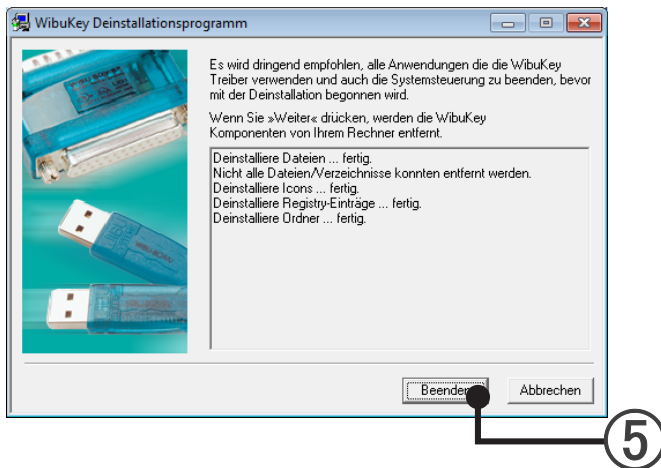 WibuKey Deinstallationsprogramm
Es wird dringend empfohlen, alle Anwendungen die die WibuKey
Treiber verwenden und auch die Systemsteuerung zu beenden, bevor
mit der Deinstallation begonnen wird.
Wenn Sie »Weiter« drücken, werden die WibuKey
Komponenten von Ihrem Rechner entfernt.
Deinstalliere Dateien ... fertig.
Nicht alle Dateien/Verzeichnisse konnten entfernt werden.
Deinstalliere Icons ... fertig.
Deinstalliere Registry-Einträge ... fertig.
Deinstalliere Ordner ... fertig.
Beenden
Abbrechen
5